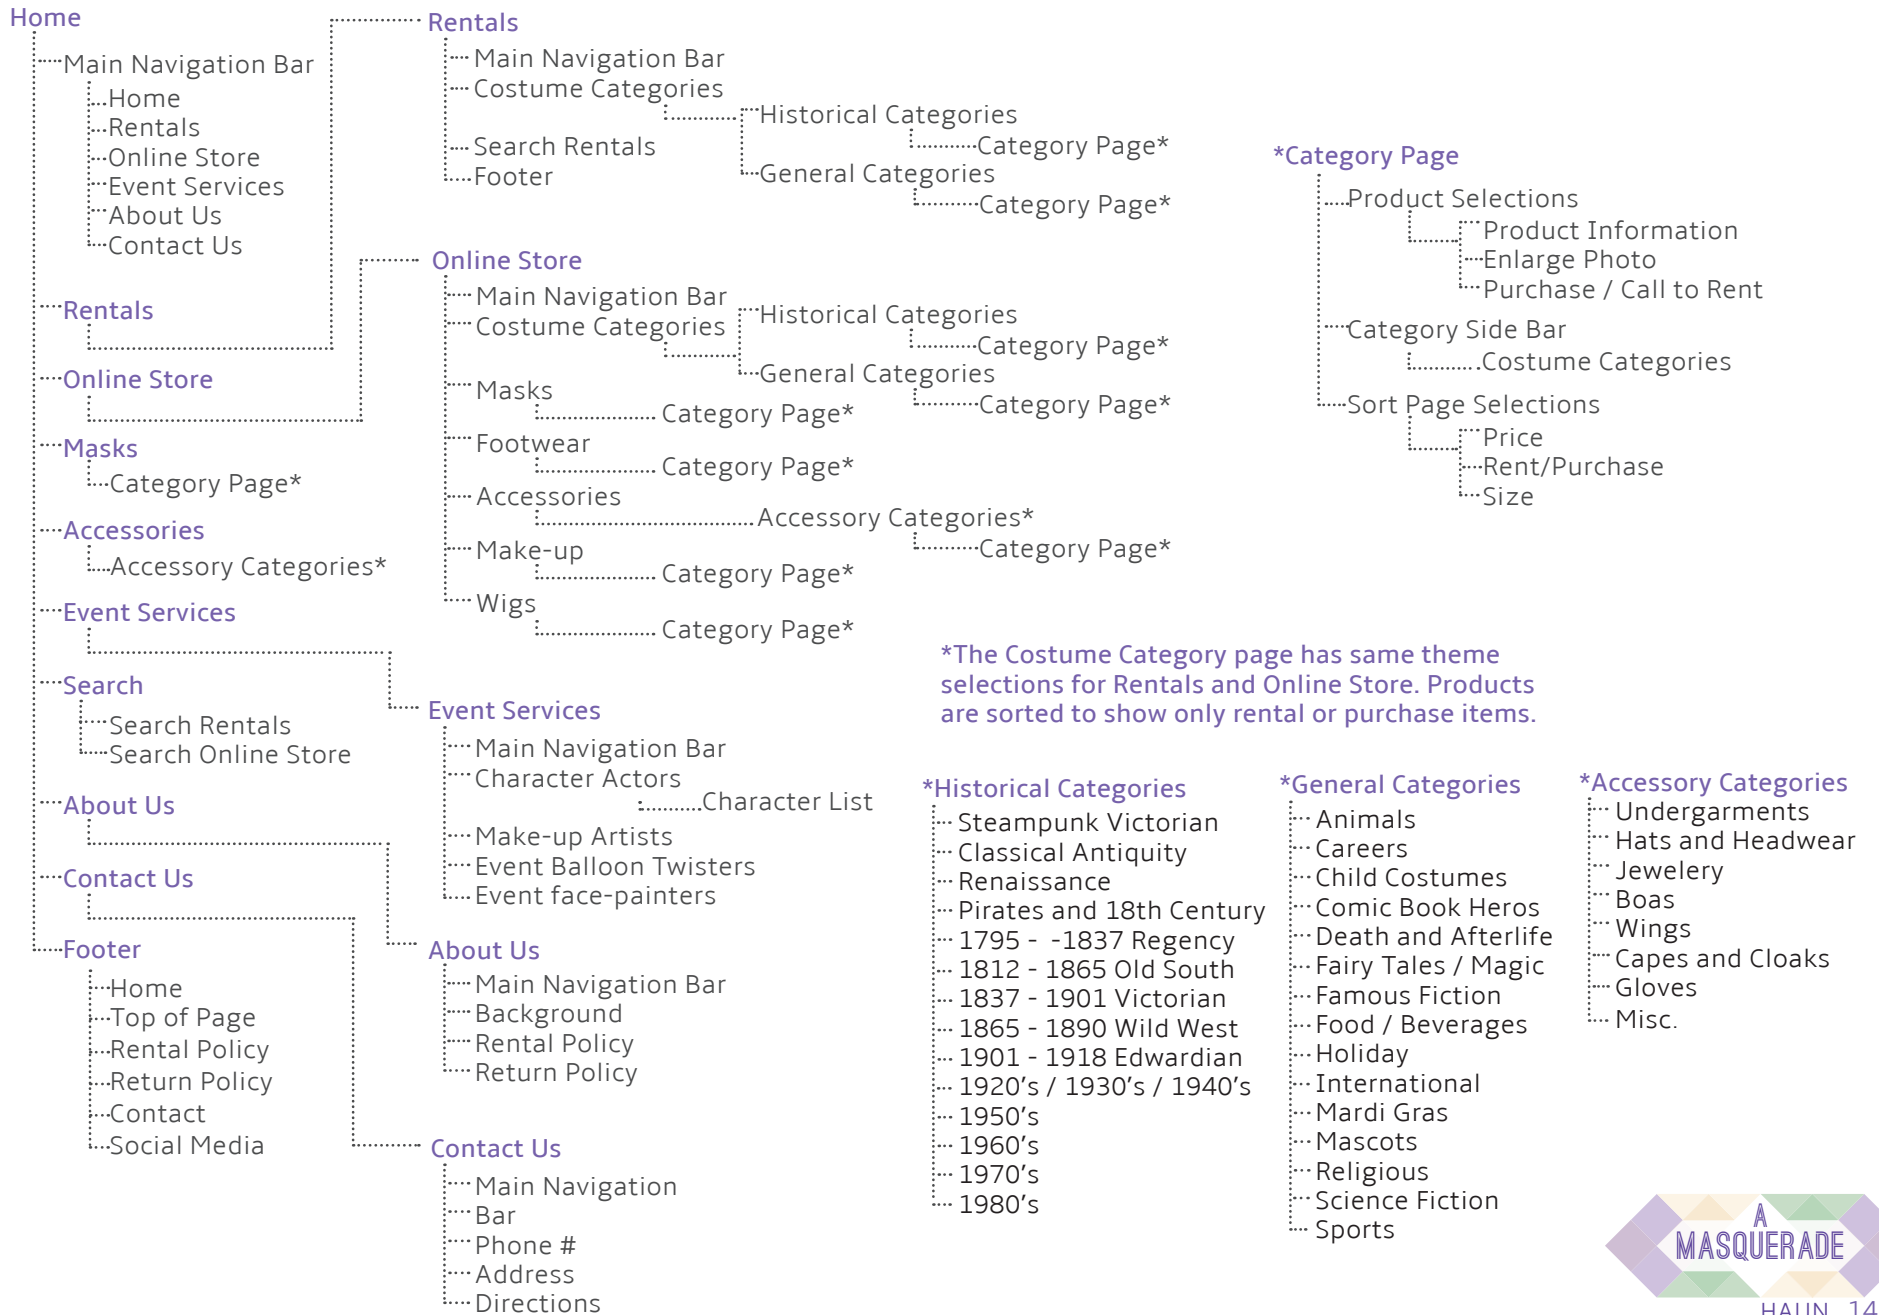 Home
Main Navigation Bar
Home
Rentals
Online Store
Event Services
About Us
Contact Us
Rentals
Online Store
Masks
Category Page*
Accessories
Accessory Categories*
Event Services
Search
Search Rentals
Search Online Store
About Us
Contact Us
Footer
Home
Top of Page
Rental Policy
Return Policy
Contact
Social Media
Rentals
Main Navigation Bar
Costume Categories
Historical Categories
Category Page*
General Categories
Category Page*
Search Rentals
Footer
Online Store
Main Navigation Bar
Costume Categories
Historical Categories
Category Page*
General Categories
Category Page*
Masks
Category Page*
Footwear
Category Page*
Accessories
Accessory Categories*
Category Page*
Make-up
Category Page*
Wigs
Category Page*
Event Services
Main Navigation Bar
Character Actors
Character List
Make-up Artists
Event Balloon Twisters
Event face-painters
About Us
Main Navigation Bar
Background
Rental Policy
Return Policy
Contact Us
Main Navigation
Bar
Phone #
Address
Directions
*Category Page
Product Selections
Product Information
Enlarge Photo
Purchase / Call to Rent
Category Side Bar
Costume Categories
Sort Page Selections
Price
Rent/Purchase
Size
*The Costume Category page has same theme
selections for Rentals and Online Store. Products
are sorted to show only rental or purchase items.
*Historical Categories
Steampunk Victorian
Classical Antiquity
Renaissance
Pirates and 18th Century
1795 - -1837 Regency
1812 - 1865 Old South
1837 - 1901 Victorian
1865 - 1890 Wild West
1901 - 1918 Edwardian
1920's / 1930's / 1940's
1950's
1960's
1970's
1980's
*General Categories
Animals
Careers
Child Costumes
Comic Book Heros
Death and Afterlife
Fairy Tales / Magic
Famous Fiction
Food / Beverages
Holiday
International
Mardi Gras
Mascots
Religious
Science Fiction
Sports
*Accessory Categories
Undergarments
Hats and Headwear
Jewelery
Boas
Wings
Capes and Cloaks
Gloves
Misc.
A
MASQUERADE
HAUN 14